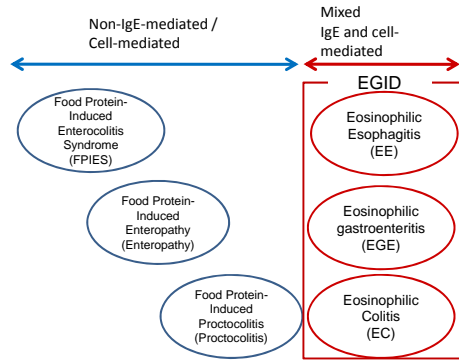 Non-IgE-mediated /
Cell-mediated
Mixed
IgE and cell-
mediated
EGID
Food Protein-
Induced
Enterocolitis
Syndrome
(FPIES)
Eosinophilic
Esophagitis
(EE)
Food Protein-
Induced
Enteropathy
(Enteropathy)
Eosinophilic
gastroenteritis
(EGE)
Food Protein-
Induced
Proctocolitis
(Proctocolitis)
Eosinophilic
Colitis
(EC)